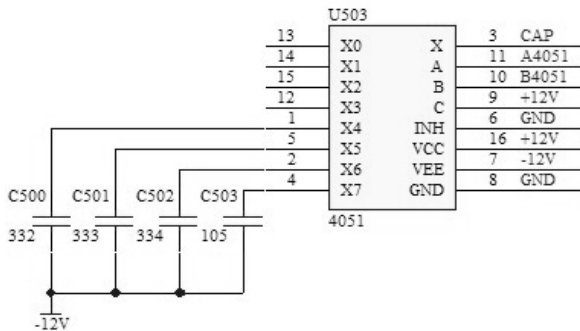 U503
13 X0 X 3 CAP
14 X1 A 11 A4051
15 X2 B 10 B4051
12 X3 C 9 +12V
1 X4 INH 6 GND
5 X5 VCC 16 +12V
2 X6 VEE 7 -12V
4 X7 GND 8 GND
C500 C501 C502 C503
332 333 334 105
4051
-12V